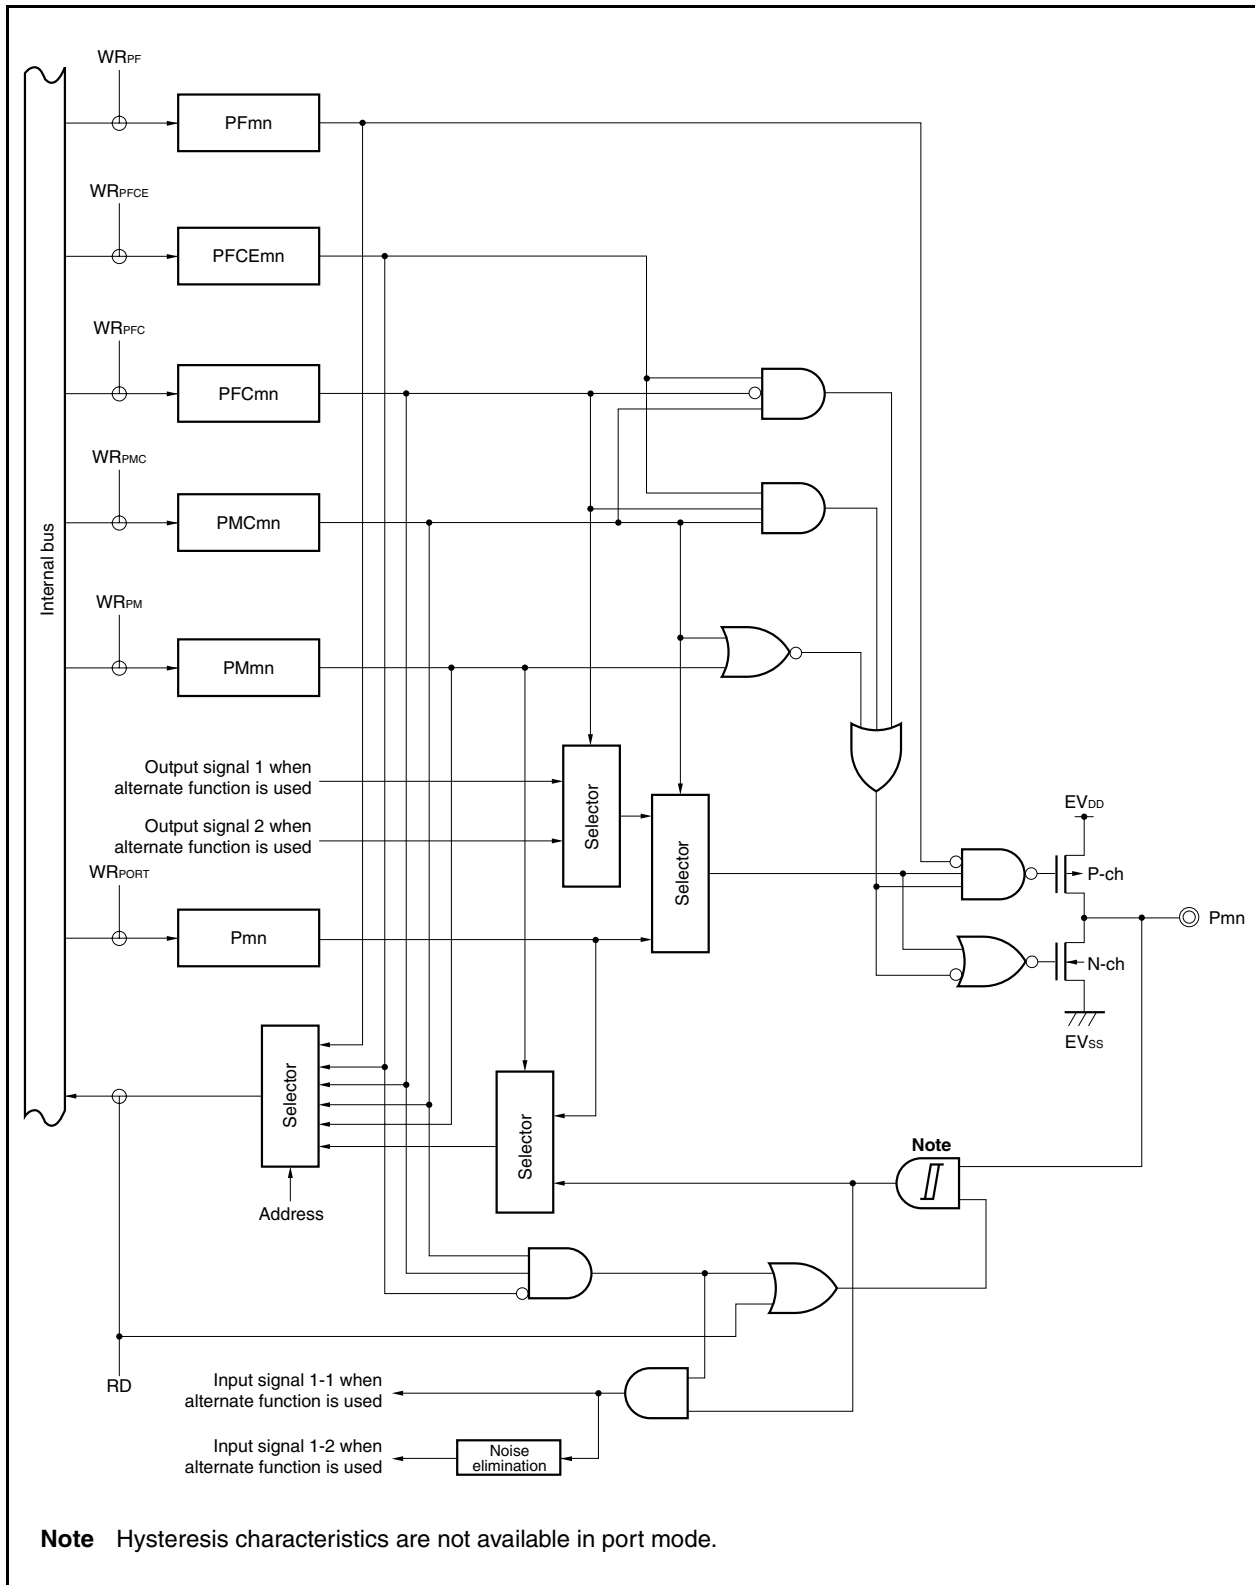 WRPF
PFmn
WRPFCE
PFCEmn
WRPFC
PFCmn
WRPMC
PMCmn
Internal bus
WRPM
PMmn
Output signal 1 when
alternate function is used
Output signal 2 when
alternate function is used
Selector
Selector
WRPORT
Pmn
EVDD
P-ch
Pmn
N-ch
EVSS
Selector
Selector
Note
Address
RD
Input signal 1-1 when
alternate function is used
Input signal 1-2 when
alternate function is used
Noise
elimination
Note Hysteresis characteristics are not available in port mode.